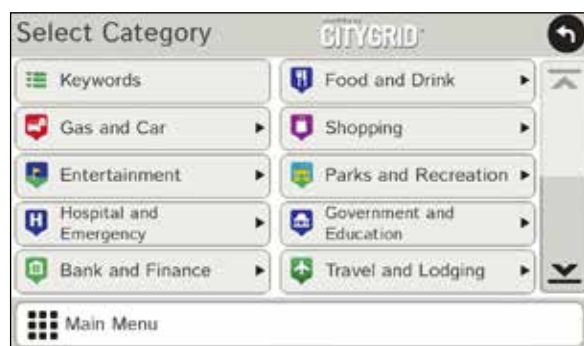 Select Category
CITYGRID
Keywords
Food and Drink
Gas and Car
Shopping
Entertainment
Parks and Recreation
Hospital and
Emergency
Government and
Education
Bank and Finance
Travel and Lodging
Main Menu